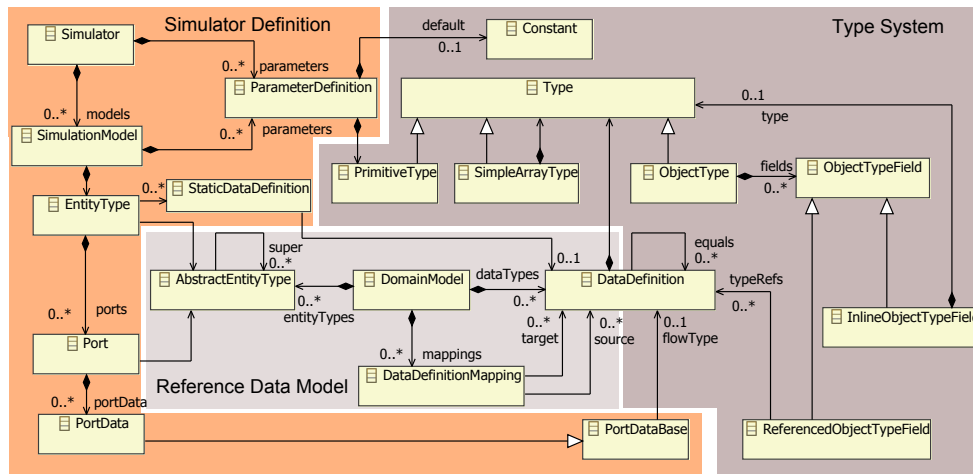 Simulator Definition
Type System
Simulator
default
0..1
Constant
0..*
parameters
ParameterDefinition
Type
0..1
type
0..*
models
0..*
parameters
SimulationModel
PrimitiveType
SimpleArrayType
ObjectType
fields
0..*
ObjectTypeField
EntityType
0..*
StaticDataDefinition
super
0..*
AbstractEntityType
DomainModel
dataTypes
0..*
0..1
DataDefinition
equals
0..*
typeRefs
0..*
0..*
entityTypes
0..*
ports
Port
0..*
target
0..*
source
0..1
flowType
InlineObjectTypeField
0..*
mappings
DataDefinitionMapping
Reference Data Model
0..*
portData
PortData
PortDataBase
ReferencedObjectTypeField